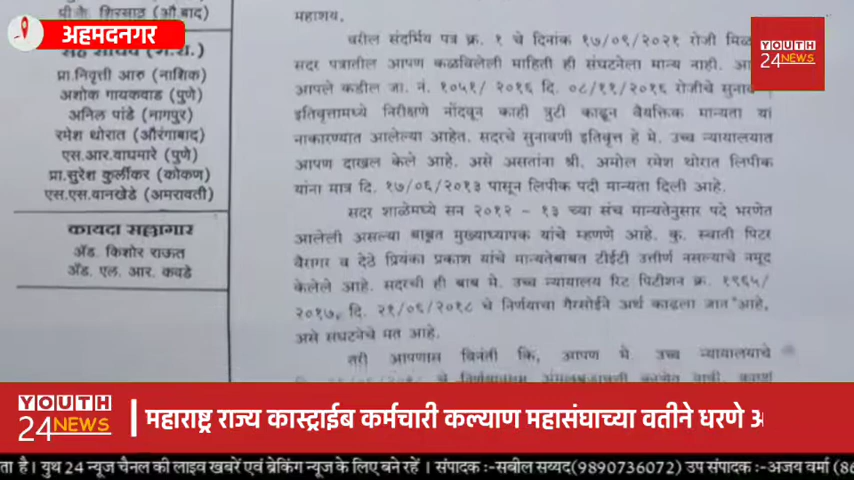 पी.के. शिरसाठ (औ.बाद)
अहमदनगर
सह सचिव (म.रा.)
प्रा.निवृत्ती आरु (नाशिक)
अशोक गायकवाड (पुणे)
अनिल पांडे (नागपुर)
रमेश थोरात (औरंगाबाद)
एस.आर.वाघमारे (पुणे)
प्रा.सुरेश कुर्लीकर (कोकण)
एस.एस.वानखेडे (अमरावती)
कायदा सल्लागार
ॲड. किशोर राऊत
ॲड. एल. आर. कवडे
महाशय,
वरील संदर्भिय पत्र क्र. १ चे दिनांक १७/०९/२०२१ रोजी
सदर पत्रातील आपण कळविलेली माहिती ही संघटनेला मान्य नाही.
आपले कडील जा. नं. १०५१/ २०१६ दि. ०८/११/२०१६ रोजीचे
इतिवृत्तामध्ये निरीक्षणे नोंदवून काही त्रुटी काढून वैयक्तिक मान्यता
नाकारण्यात आलेल्या आहेत. सदरचे सुनावणी इतिवृत्त हे मे. उच्च न्यायालयात
आपण दाखल केले आहे. असे असतांना श्री. अमोल रमेश थोरात लिपीक
यांना मात्र दि. १७/०६/२०१३ पासून लिपीक पदी मान्यता दिली आहे.
सदर शाळेमध्ये सन २०१२ - १३ च्या संच मान्यतेनुसार पदे भरणेत
आलेली असल्या बाबत मुख्याध्यापक यांचे म्हणणे आहे. कु. स्वाती पिटर
वैरागर व देठे प्रियंका प्रकाश यांचे मान्यतेबाबत टीईटी उत्तीर्ण नसल्याचे नमूद
केलेले आहे. सदरची ही बाब मे. उच्च न्यायालय रिट पिटीशन क्र. १९६५/
२०१७, दि. २१/०६/२०१८ चे निर्णयाचा गैरसोईने अर्थ काढला जात आहे,
असे संघटनेचे मत आहे.
तरी आपणास विनंती कि, आपण मे. उच्च न्यायालयाचे
YOUTH
24 NEWS
YOUTH
24 NEWS
महाराष्ट्र राज्य कास्ट्राईब कर्मचारी कल्याण महासंघाच्या वतीने धरणे
ता है। युथ 24 न्यूज चैनल की लाइव खबरें एवं ब्रेकिंग न्यूज के लिए बने रहें । संपादक :-सबील सय्यद(9890736072) उप संपादक :-अजय वर्मा (86